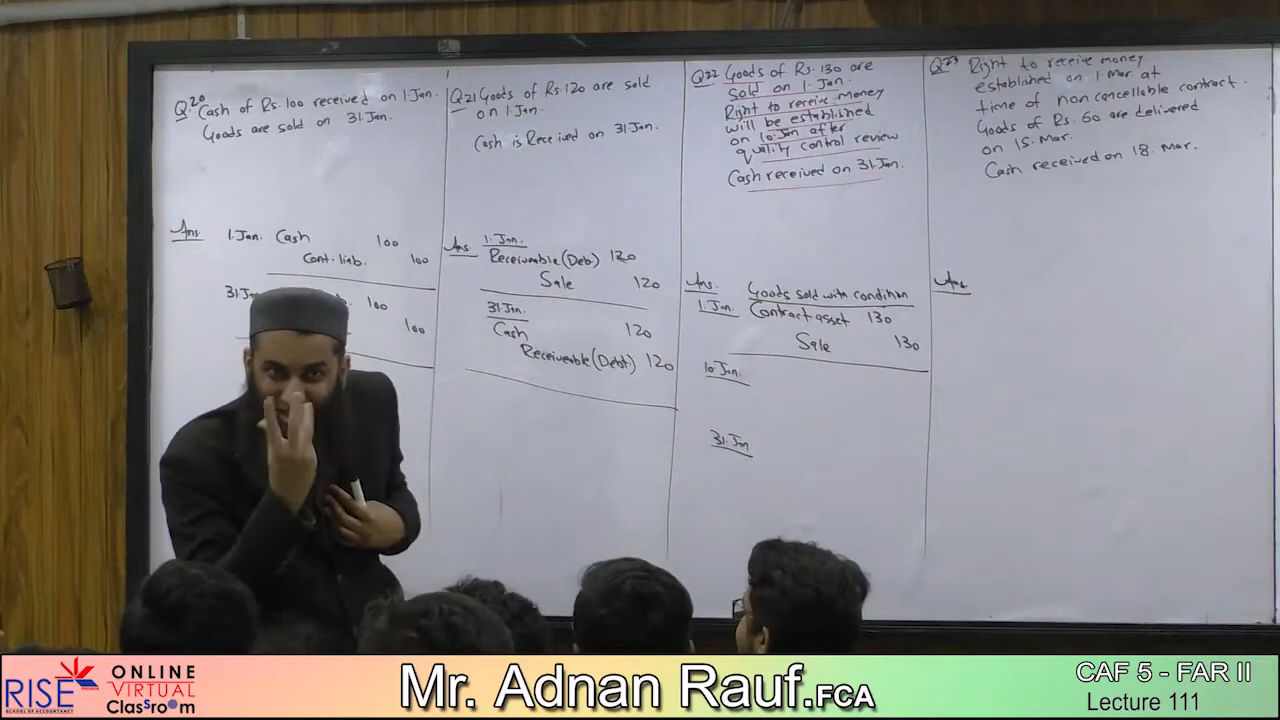 Q20 Cash of Rs.100 received on 1.Jan.
Goods are sold on 31.Jan.
Ans. 1.Jan. Cash 100
Cont. liab. 100
31.Jan 100
100
Q21 Goods of Rs.120 are sold
on 1.Jan.
Cash is Received on 31.Jan.
Ans. 1.Jan.
Receiveable (Deb) 120
Sale 120
31.Jan.
Cash 120
Receiveable (Debt) 120
Q22 Goods of Rs.130 are
sold on 1.Jan.
Right to receive money
will be established
on 10.Jan after
quality control review
Cash received on 31.Jan.
Ans. Goods sold with condition
1.Jan. Contract asset 130
Sale 130
10.Jan.
31.Jan
Q23 Right to receive money
established on 1.Mar. at
time of non cancellable contract.
Goods of Rs. 60 are delivered
on 15.Mar.
Cash received on 18.Mar.
Ans
RISE
SCHOOL OF ACCOUNTANCY
ONLINE
VIRTUAL
ClasSroom
Mr. Adnan Rauf.FCA
CAF 5 - FAR II
Lecture 111